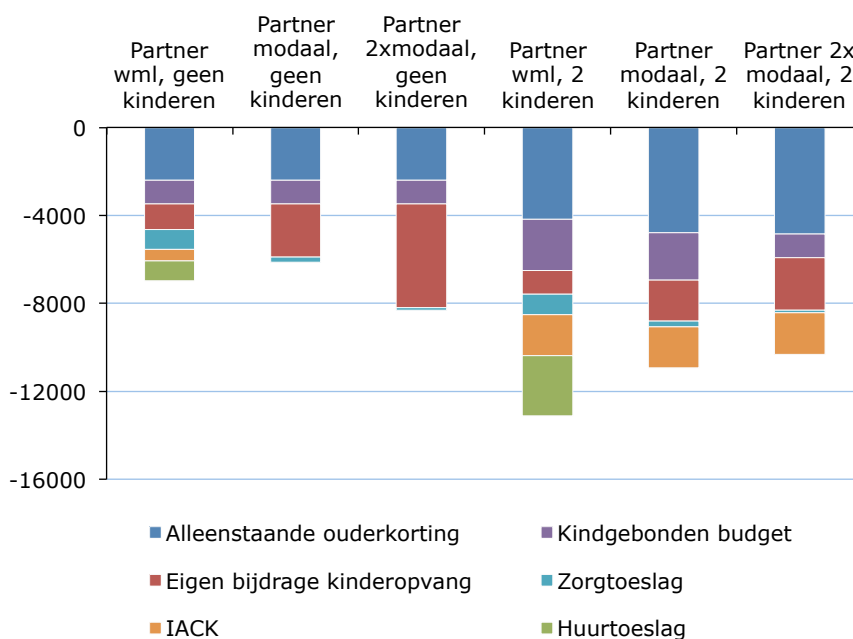 Partner
wml, geen
kinderen
Partner
modaal,
geen
kinderen
Partner
2xmodaal,
geen
kinderen
Partner
wml, 2
kinderen
Partner
modaal, 2
kinderen
Partner 2x
modaal, 2
kinderen
0
-4000
-8000
-12000
-16000
Alleenstaande ouderkorting
Kindgebonden budget
Eigen bijdrage kinderopvang
Zorgtoeslag
IACK
Huurtoeslag